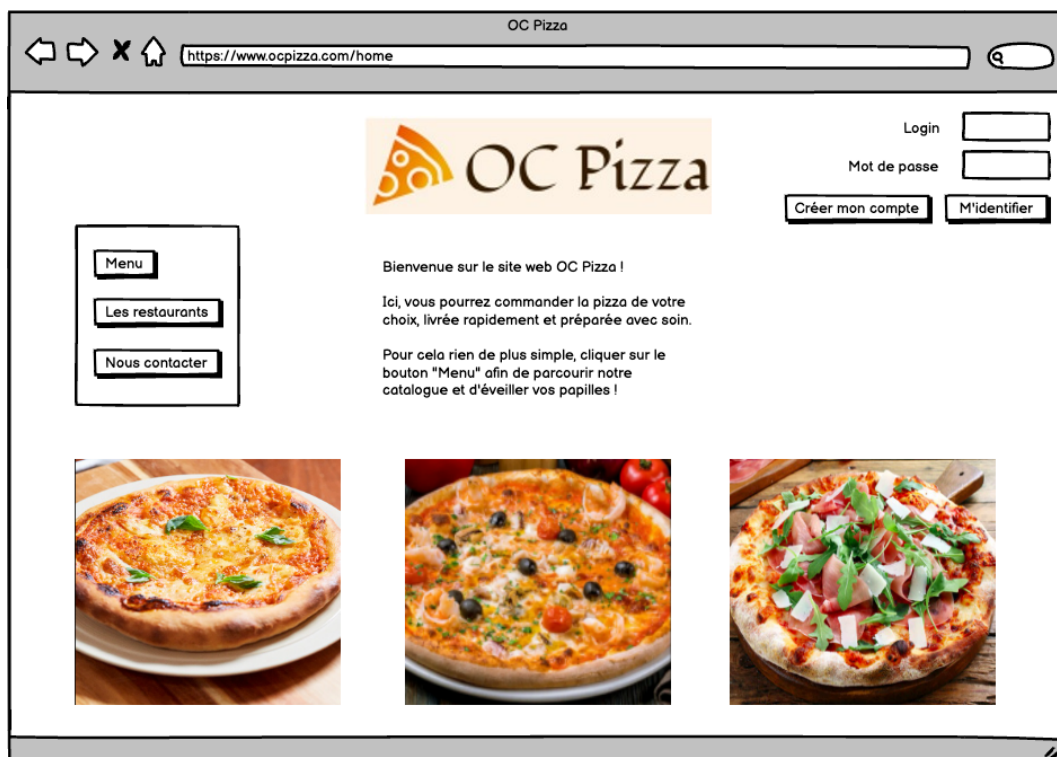 OC Pizza
https://www.ocpizza.com/home
OC Pizza
Login
Mot de passe
Créer mon compte
M'identifier
Menu
Les restaurants
Nous contacter
Bienvenue sur le site web OC Pizza !
Ici, vous pourrez commander la pizza de votre
choix, livrée rapidement et préparée avec soin.
Pour cela rien de plus simple, cliquer sur le
bouton "Menu" afin de parcourir notre
catalogue et d'éveiller vos papilles !